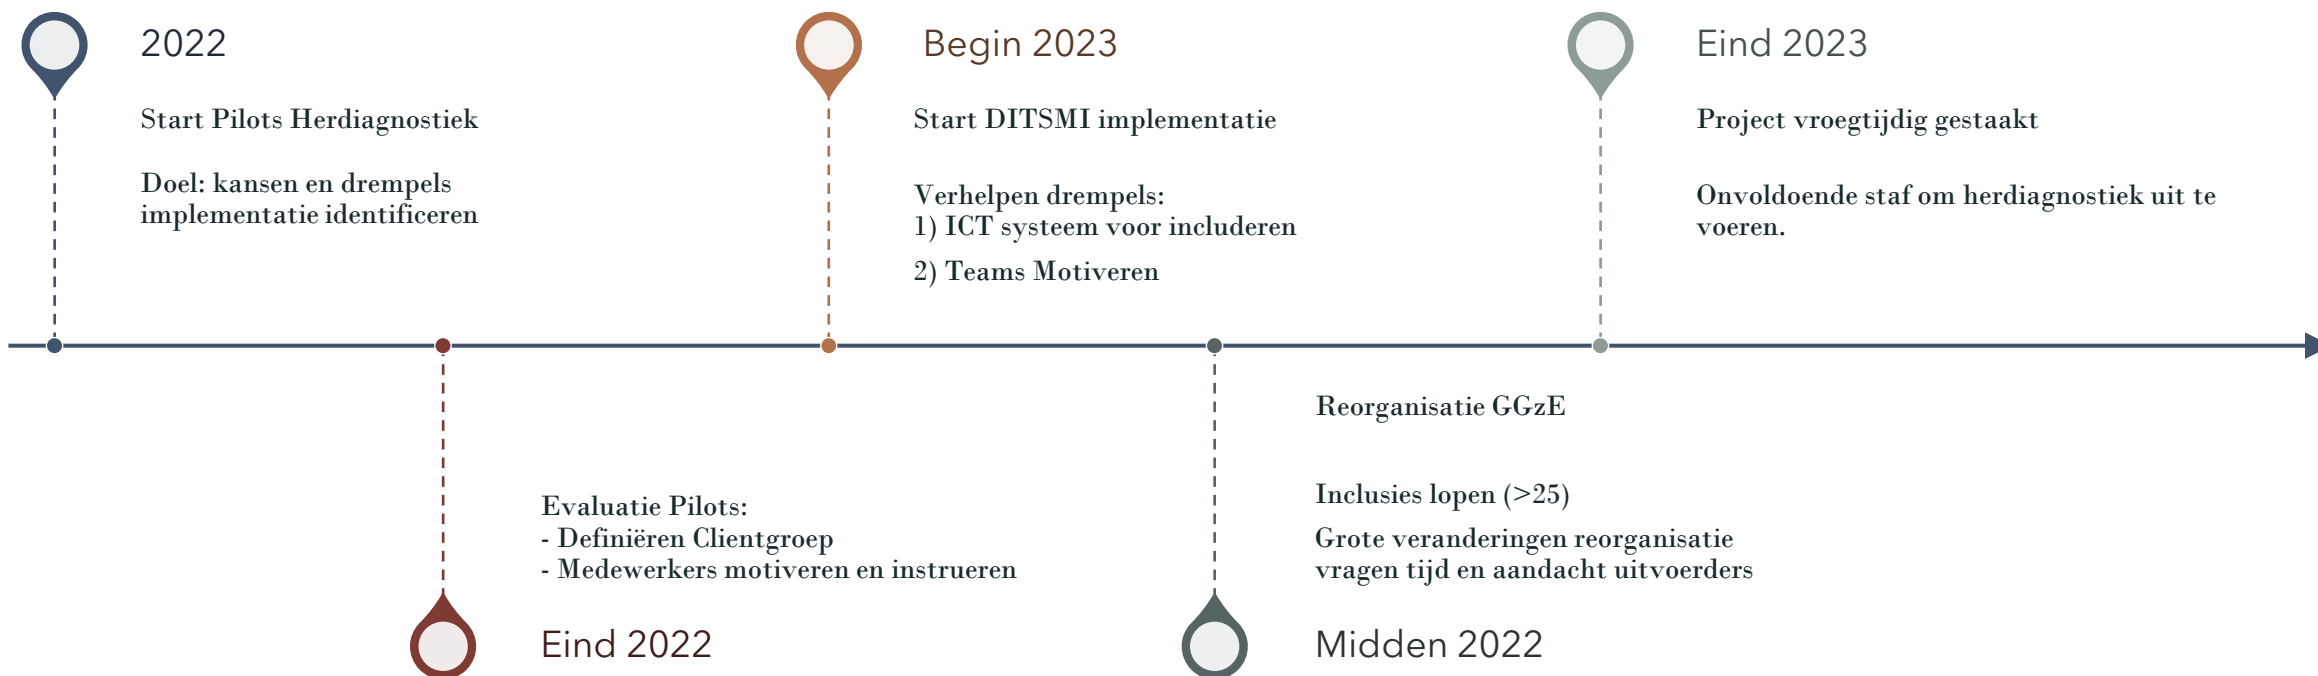 2022
Start Pilots Herdiagnostiek
Doel: kansen en drempels
implementatie identificeren
Evaluatie Pilots:
- Definiëren Clientgroep
- Medewerkers motiveren en instrueren
Eind 2022
Begin 2023
Start DITSMI implementatie
Verhelpen drempels:
1) ICT systeem voor includeren
2) Teams Motiveren
Reorganisatie GGzE
Inclusies lopen (>25)
Grote veranderingen reorganisatie
vragen tijd en aandacht uitvoerders
Midden 2022
Eind 2023
Project vroegtijdig gestaakt
Onvoldoende staf om herdiagnostiek uit te
voeren.